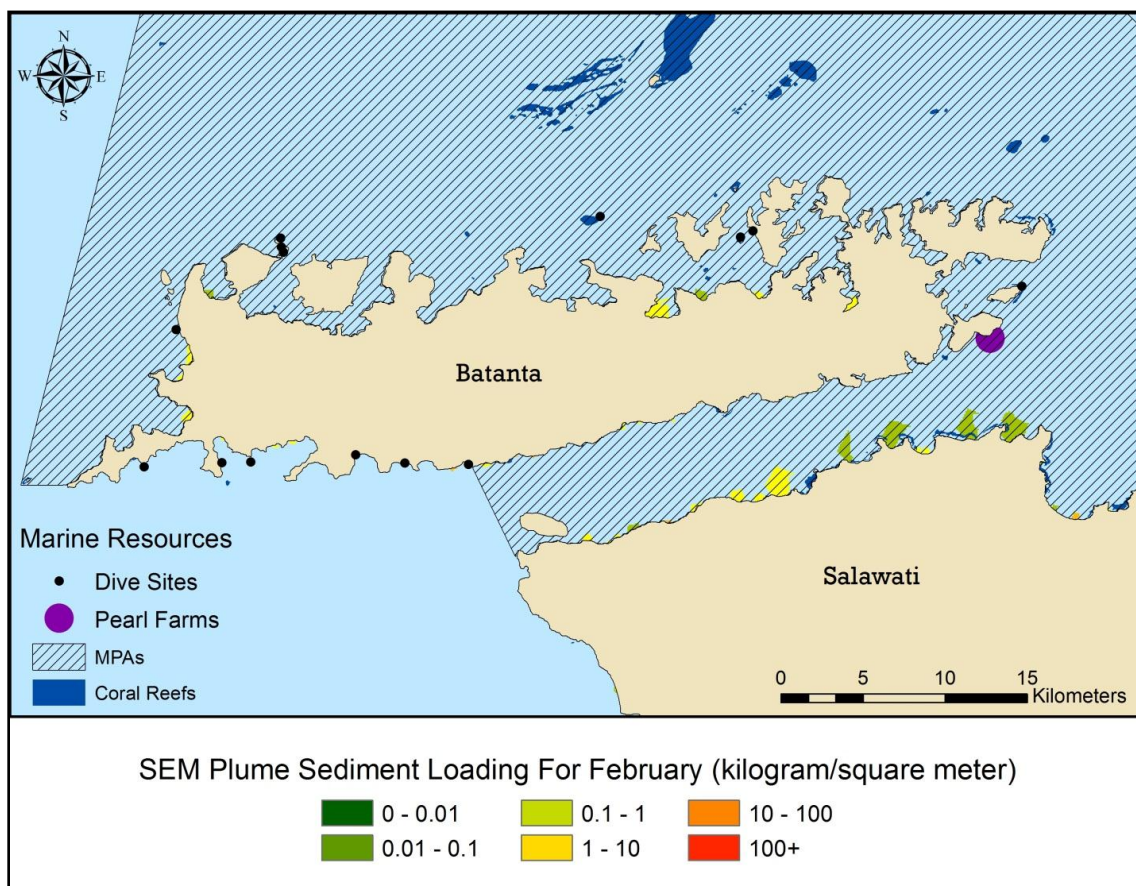 N
W E
S
Batanta
Salawati
Marine Resources
Dive Sites
Pearl Farms
MPAs
Coral Reefs
0 5 10 15
Kilometers
SEM Plume Sediment Loading For February (kilogram/square meter)
0 - 0.01 0.1 - 1 10 - 100
0.01 - 0.1 1 - 10 100+